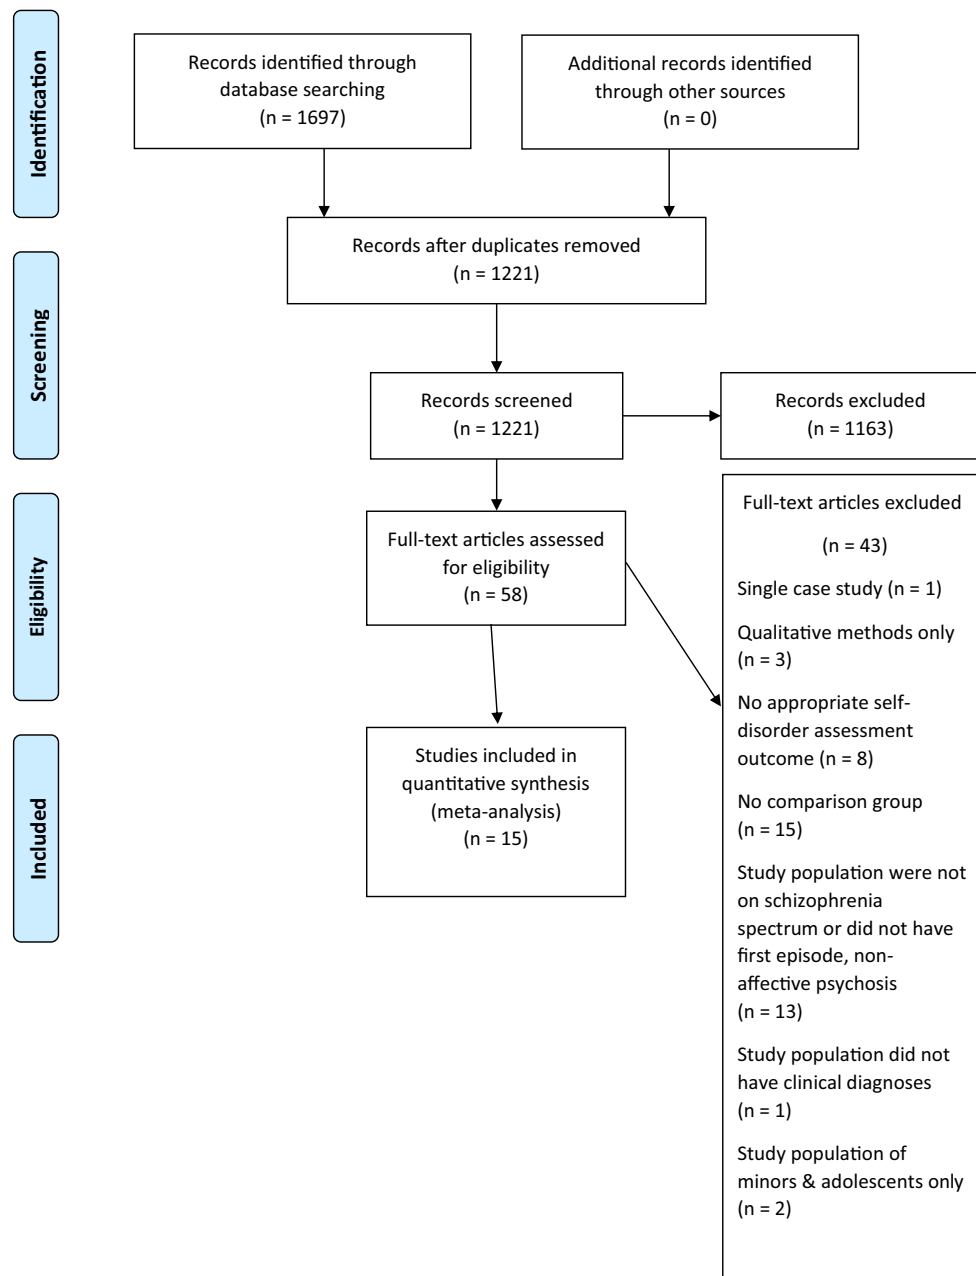 Identification
Records identified through
database searching
(n = 1697)
Additional records identified
through other sources
(n = 0)
Records after duplicates removed
(n = 1221)
Screening
Records screened
(n = 1221)
Records excluded
(n = 1163)
Eligibility
Full-text articles assessed
for eligibility
(n = 58)
Full-text articles excluded
(n = 43)
Single case study (n = 1)
Qualitative methods only
(n = 3)
No appropriate self-
disorder assessment
outcome (n = 8)
No comparison group
(n = 15)
Study population were not
on schizophrenia
spectrum or did not have
first episode, non-
affective psychosis
(n = 13)
Study population did not
have clinical diagnoses
(n = 1)
Study population of
minors & adolescents only
(n = 2)
Included
Studies included in
quantitative synthesis
(meta-analysis)
(n = 15)